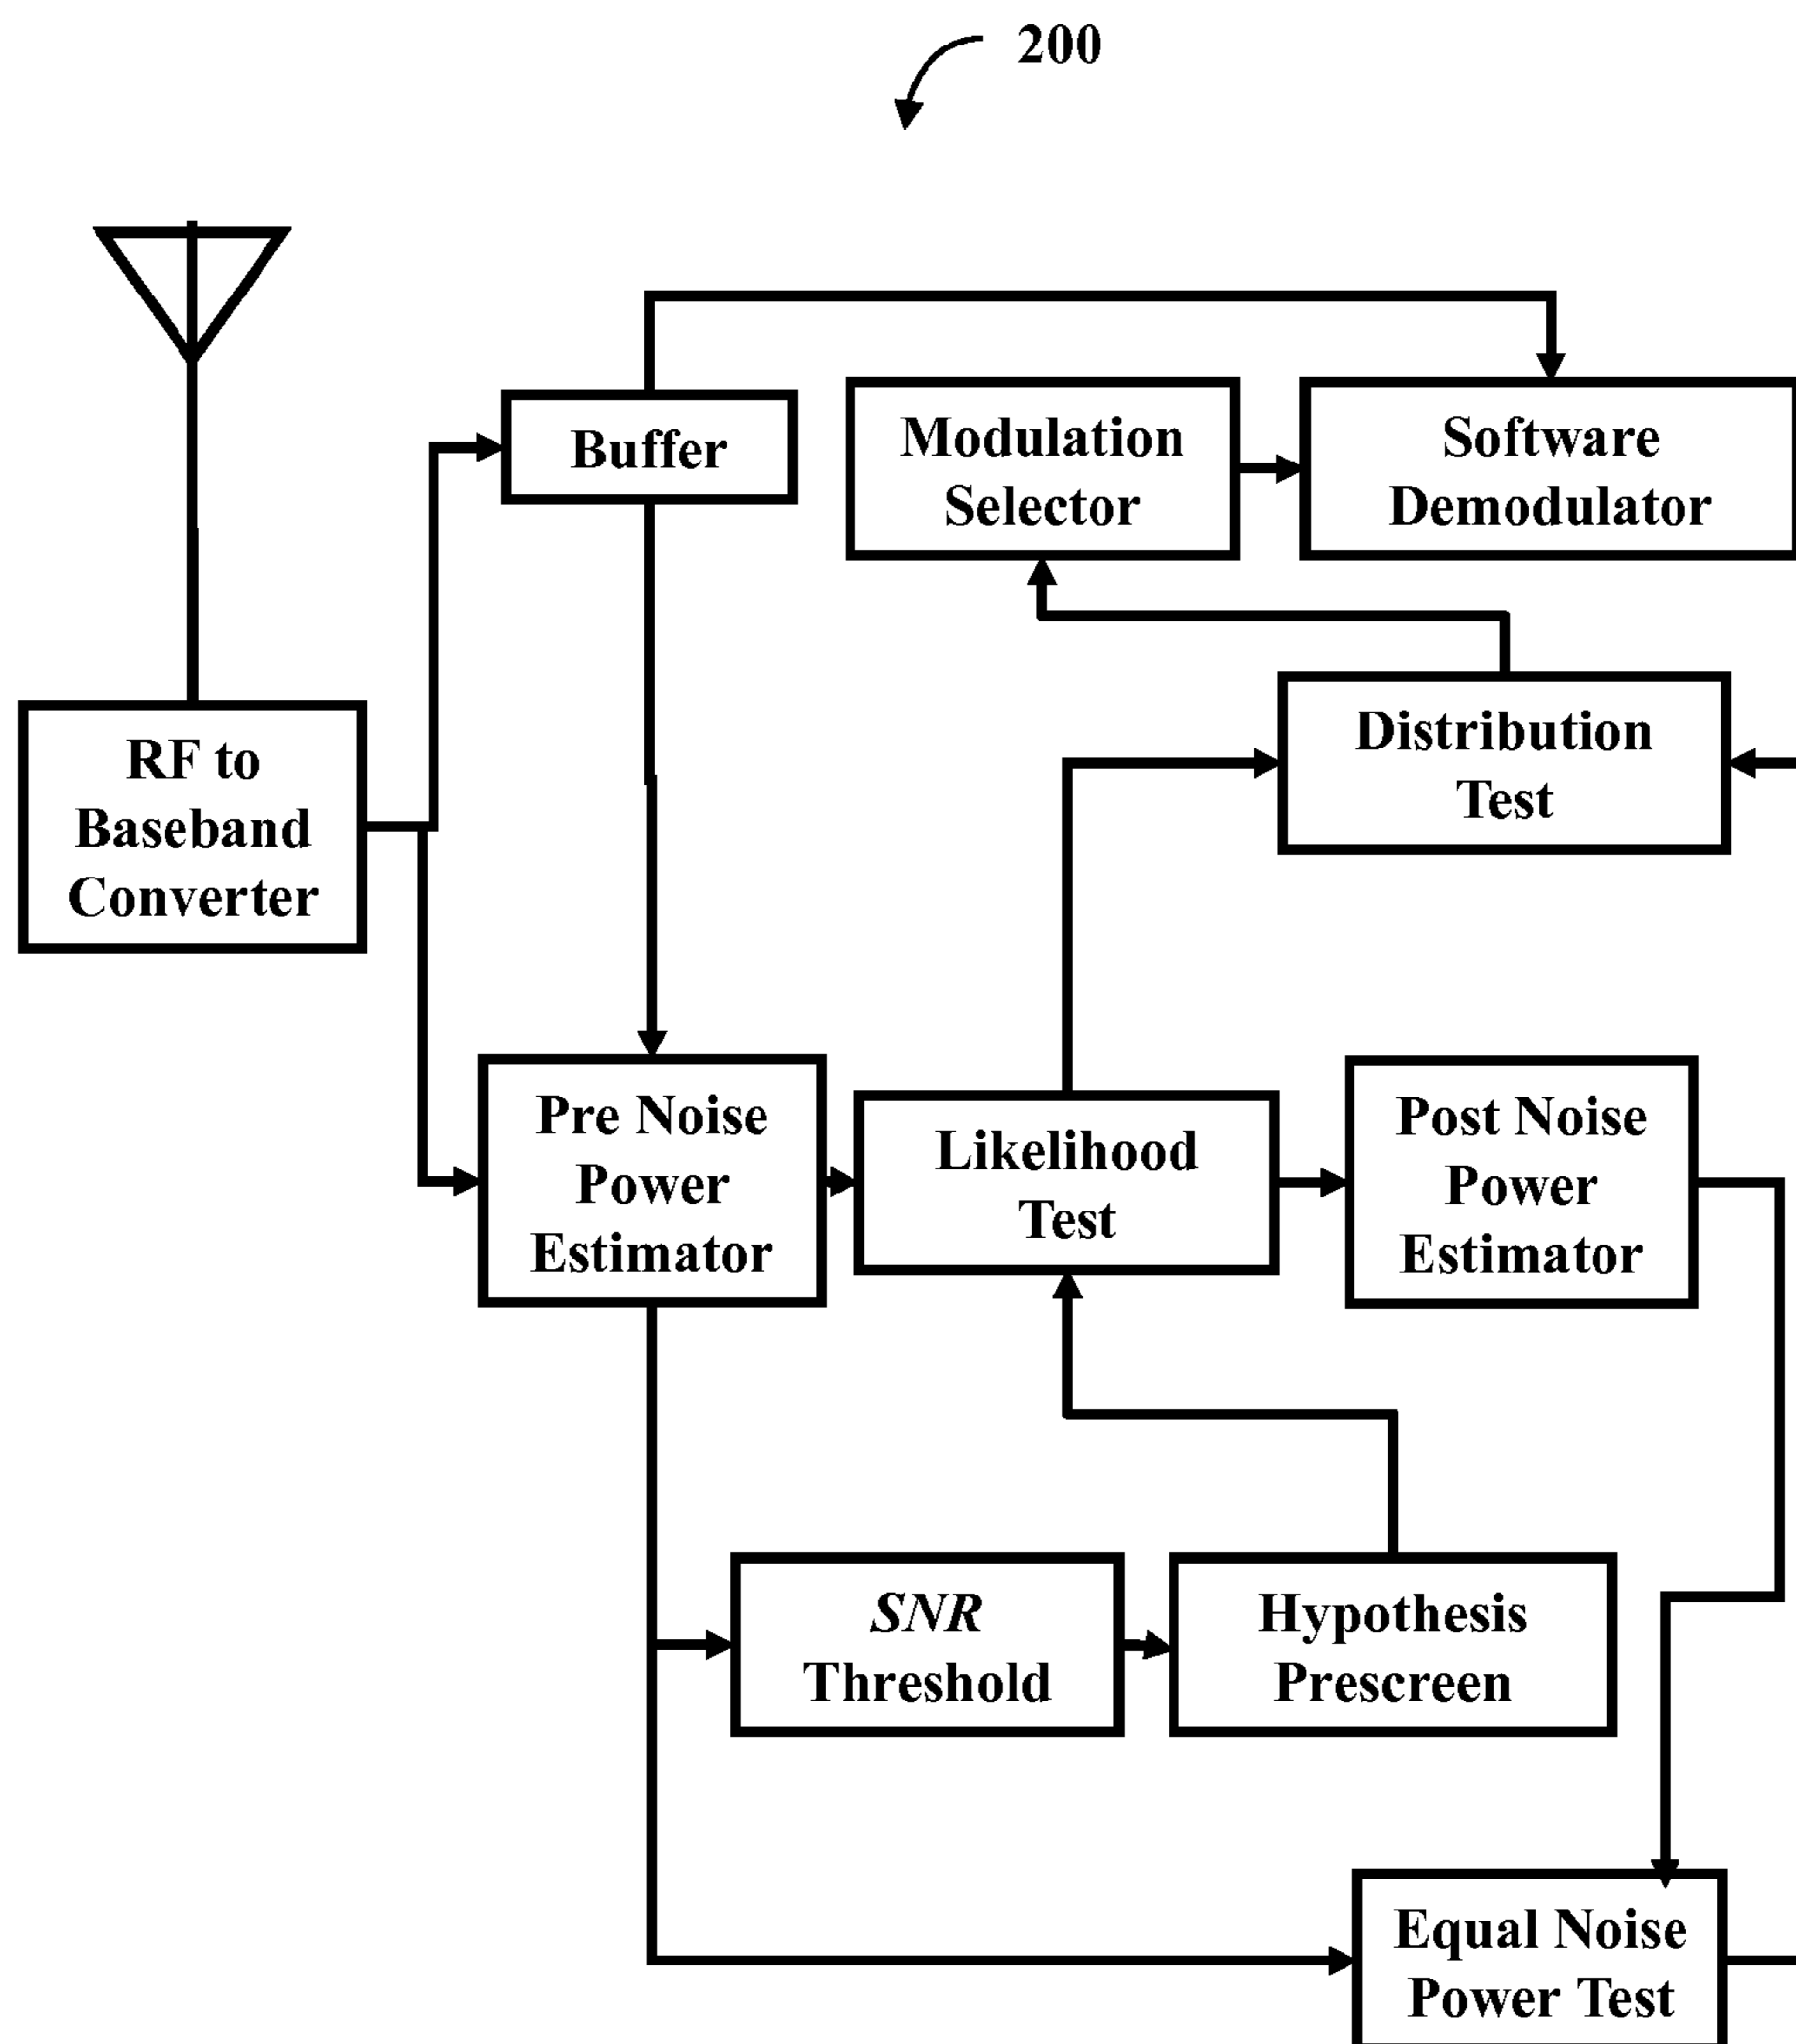 200
Buffer
Modulation
Selector
Software
Demodulator
RF to
Baseband
Converter
Distribution
Test
Pre Noise
Power
Estimator
Likelihood
Test
Post Noise
Power
Estimator
SNR
Threshold
Hypothesis
Prescreen
Equal Noise
Power Test